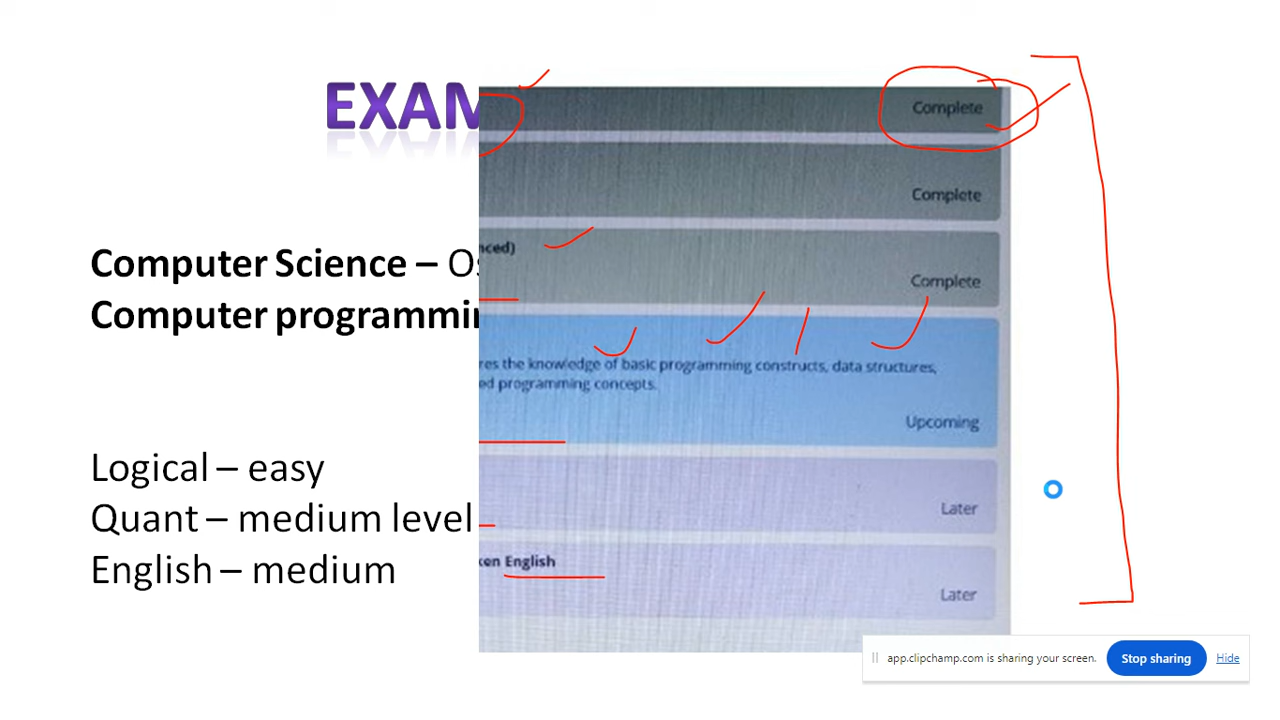 EXAM
Complete
Complete
Computer Science – Os
nced)
Complete
Computer programmin
res the knowledge of basic programming constructs, data structures,
ed programming concepts.
Upcoming
Logical – easy
Quant – medium level
Later
English – medium
ken English
Later
app.clipchamp.com is sharing your screen.
Stop sharing
Hide